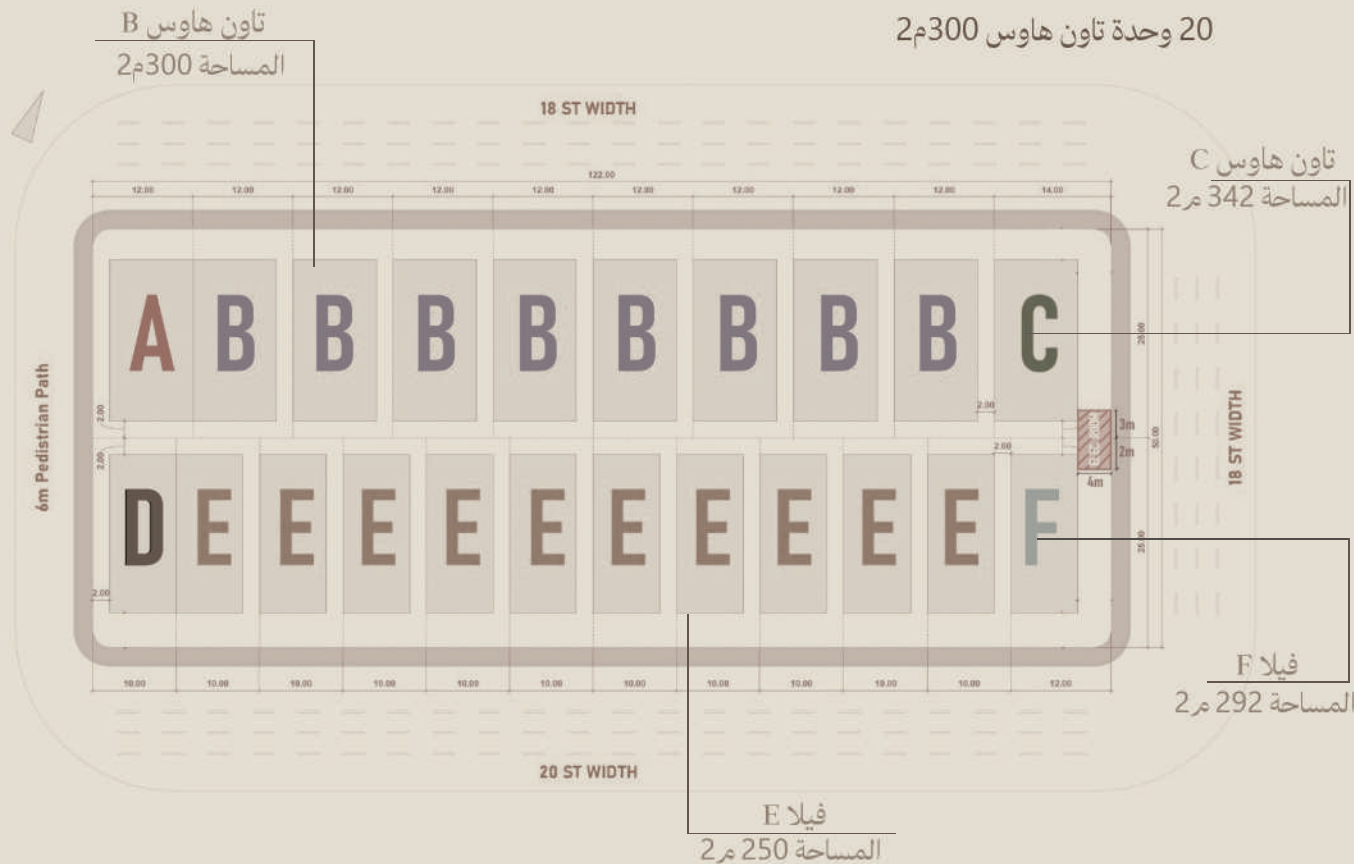 20 وحدة تاون هاوس 300م2
تاون هاوس B
المساحة 300م2
18 ST WIDTH
تاون هاوس C
المساحة 342 م2
122.00
12.00 12.00 12.00 12.00 12.00 12.00 12.00 12.00 12.00 14.00
A B B B B B B B B C
25.00
2.00
2.00
3m
2m
4m
50.00
18 ST WIDTH
6m Pedistrian Path
2.00
2.00
D E E E E E E E E E E F
25.00
2.00
10.00 10.00 10.00 10.00 10.00 10.00 10.00 10.00 10.00 10.00 10.00 12.00
فيلا F
المساحة 292 م2
20 ST WIDTH
فيلا E
المساحة 250 م2